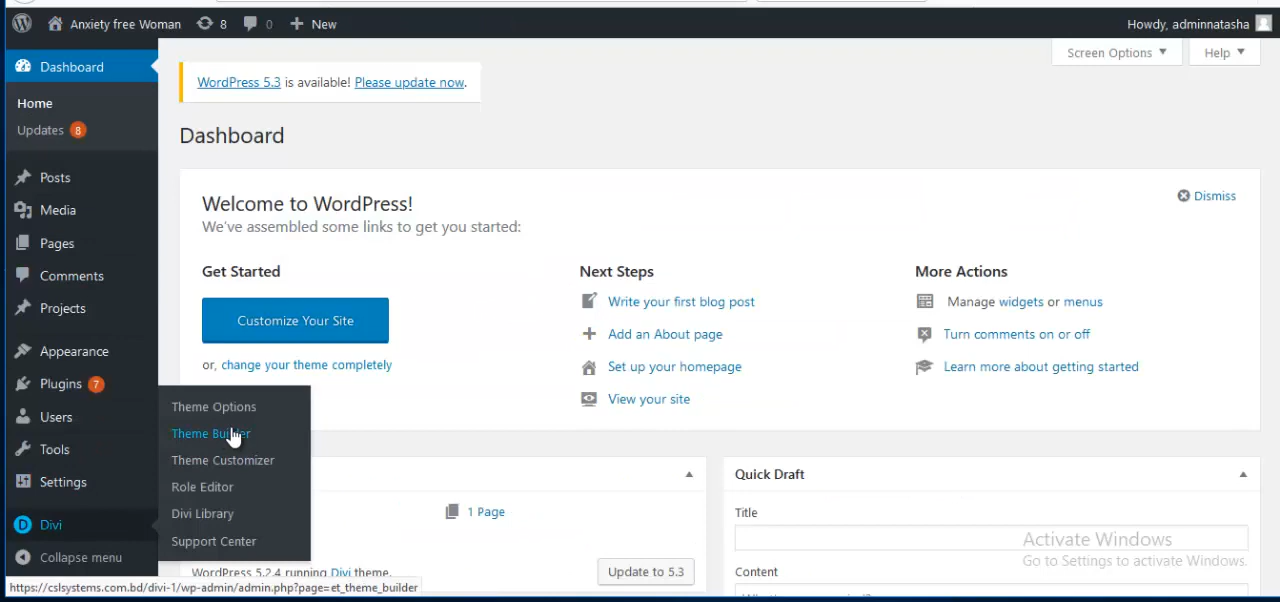 Anxiety free Woman 8 0 + New Howdy, adminnatasha
Dashboard
Home
Updates 8
Posts
Media
Pages
Comments
Projects
Appearance
Plugins 7
Users
Tools
Settings
D Divi
Collapse menu
Theme Options
Theme Builder
Theme Customizer
Role Editor
Divi Library
Support Center
Screen Options ▼ Help ▼
WordPress 5.3 is available! Please update now.
Dashboard
Welcome to WordPress!
We've assembled some links to get you started:
Dismiss
Get Started
Customize Your Site
or, change your theme completely
Next Steps
Write your first blog post
Add an About page
Set up your homepage
View your site
More Actions
Manage widgets or menus
Turn comments on or off
Learn more about getting started
1 Page
WordPress 5.2.4 running Divi theme.
Update to 5.3
Quick Draft
Title
Content
Activate Windows
Go to Settings to activate Windows.
https://cslsystems.com.bd/divi-1/wp-admin/admin.php?page=et_theme_builder